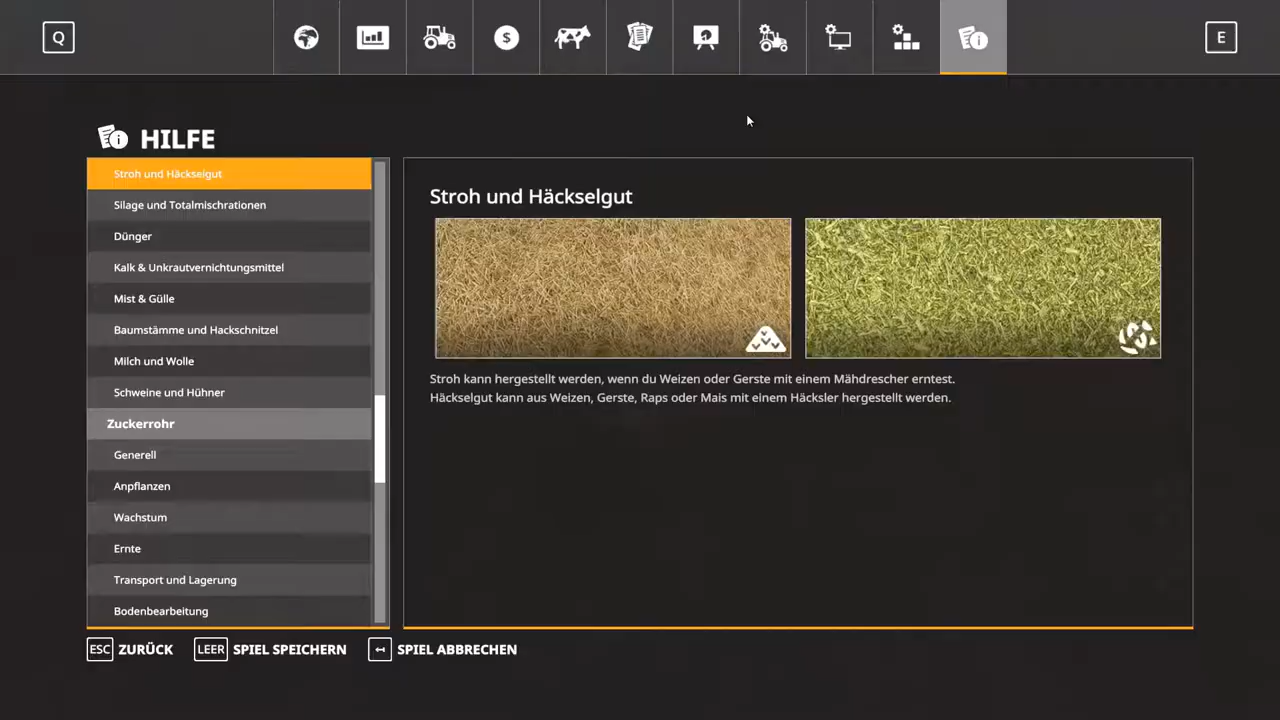 Q
$
E
HILFE
Stroh und Häckselgut
Silage und Totalmischrationen
Dünger
Kalk & Unkrautvernichtungsmittel
Mist & Gülle
Baumstämme und Hackschnitzel
Milch und Wolle
Schweine und Hühner
Zuckerrohr
Generell
Anpflanzen
Wachstum
Ernte
Transport und Lagerung
Bodenbearbeitung
Stroh und Häckselgut
Stroh kann hergestellt werden, wenn du Weizen oder Gerste mit einem Mähdrescher erntest.
Häckselgut kann aus Weizen, Gerste, Raps oder Mais mit einem Häcksler hergestellt werden.
ESC ZURÜCK LEER SPIEL SPEICHERN SPIEL ABBRECHEN